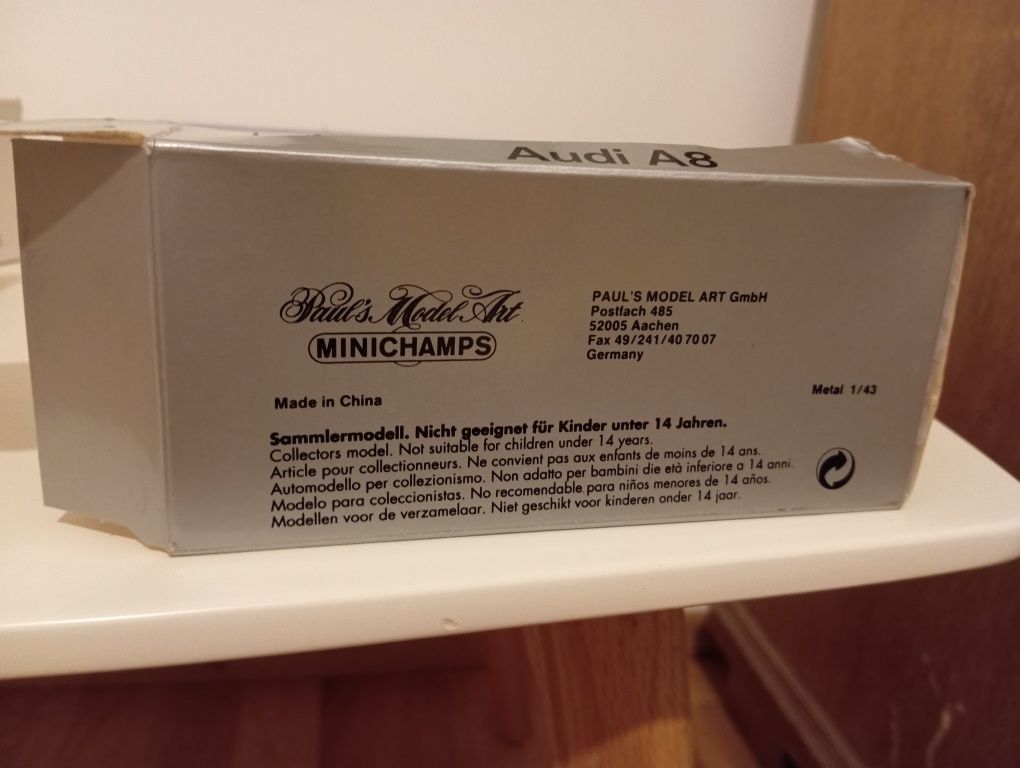 Audi A8
Paul's Model Art
MINICHAMPS
PAUL'S MODEL ART GmbH
Postfach 485
52005 Aachen
Fax 49/241/40 70 07
Germany
Metal 1/43
Made in China
Sammlermodell. Nicht geeignet für Kinder unter 14 Jahren.
Collectors model. Not suitable for children under 14 years.
Article pour collectionneurs. Ne convient pas aux enfants de moins de 14 ans.
Automodello per collezionismo. Non adatto per bambini die età inferiore a 14 anni.
Modelo para coleccionistas. No recomendable para niños menores de 14 años.
Modellen voor de verzamelaar. Niet geschikt voor kinderen onder 14 jaar.